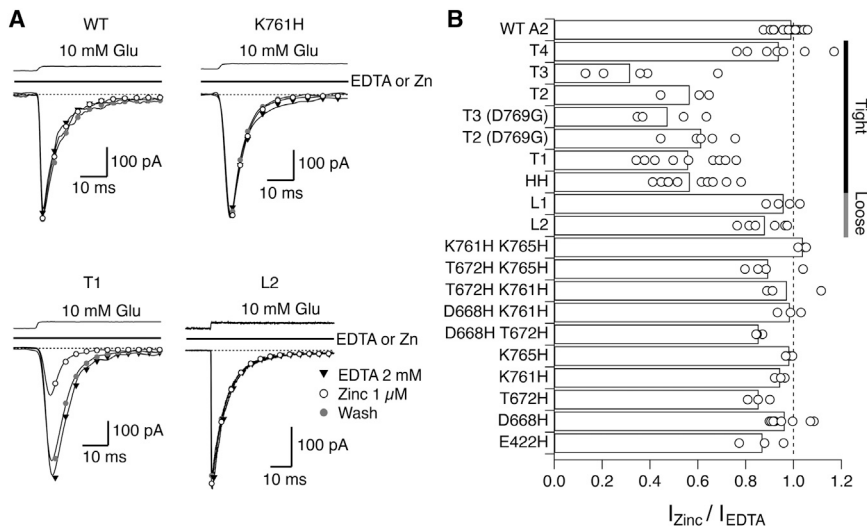 A
WT
10 mM Glu
K761H
10 mM Glu
EDTA or Zn
100 pA
10 ms
100 pA
10 ms
T1
10 mM Glu
L2
10 mM Glu
EDTA or Zn
EDTA 2 mM
Zinc 1 µM
Wash
100 pA
10 ms
100 pA
10 ms
B
WT A2
T4
T3
T2
T3 (D769G)
T2 (D769G)
T1
HH
L1
L2
K761H K765H
T672H K765H
T672H K761H
D668H K761H
D668H T672H
K765H
K761H
T672H
D668H
E422H
Tight
Loose
0.0 0.2 0.4 0.6 0.8 1.0 1.2
I Zinc / I EDTA